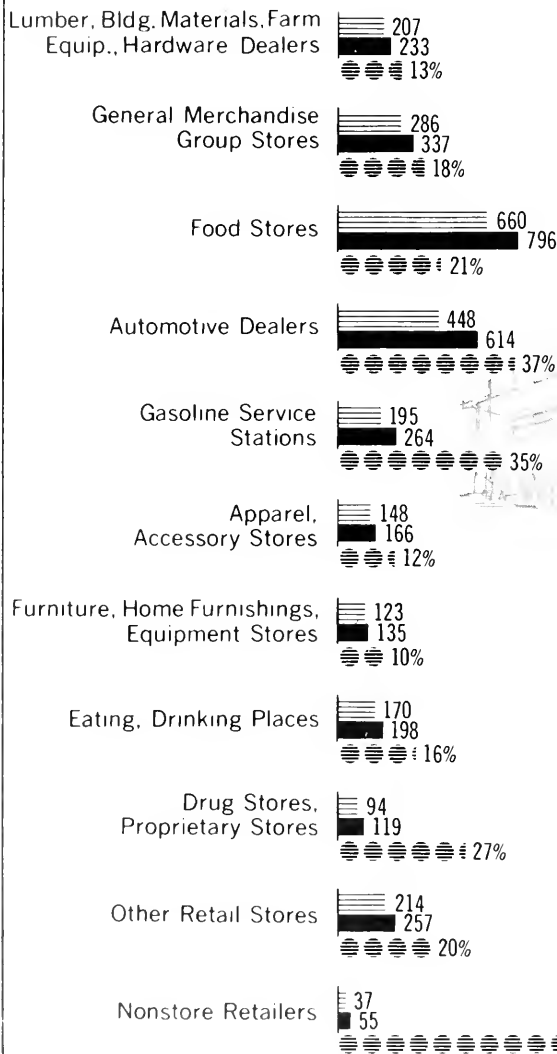 Lumber, Bldg. Materials, Farm
Equip., Hardware Dealers
207
233
13%
General Merchandise
Group Stores
286
337
18%
Food Stores
660
796
21%
Automotive Dealers
448
614
37%
Gasoline Service
Stations
195
264
35%
Apparel,
Accessory Stores
148
166
12%
Furniture, Home Furnishings,
Equipment Stores
123
135
10%
Eating, Drinking Places
170
198
16%
Drug Stores,
Proprietary Stores
94
119
27%
Other Retail Stores
214
257
20%
Nonstore Retailers
37
55